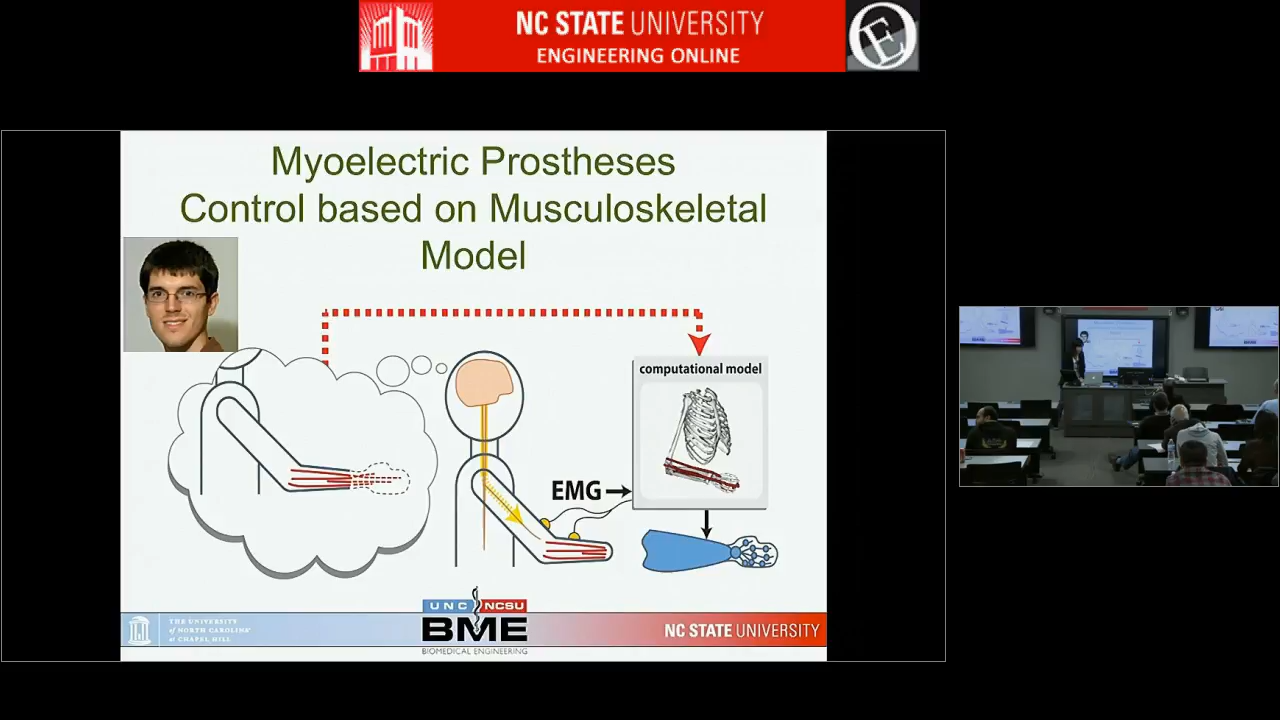 NC STATE UNIVERSITY
ENGINEERING ONLINE
Myoelectric Prostheses
Control based on Musculoskeletal
Model
computational model
EMG
UNC NCSU
BME
BIOMEDICAL ENGINEERING
THE UNIVERSITY
of NORTH CAROLINA
at CHAPEL HILL
NC STATE UNIVERSITY